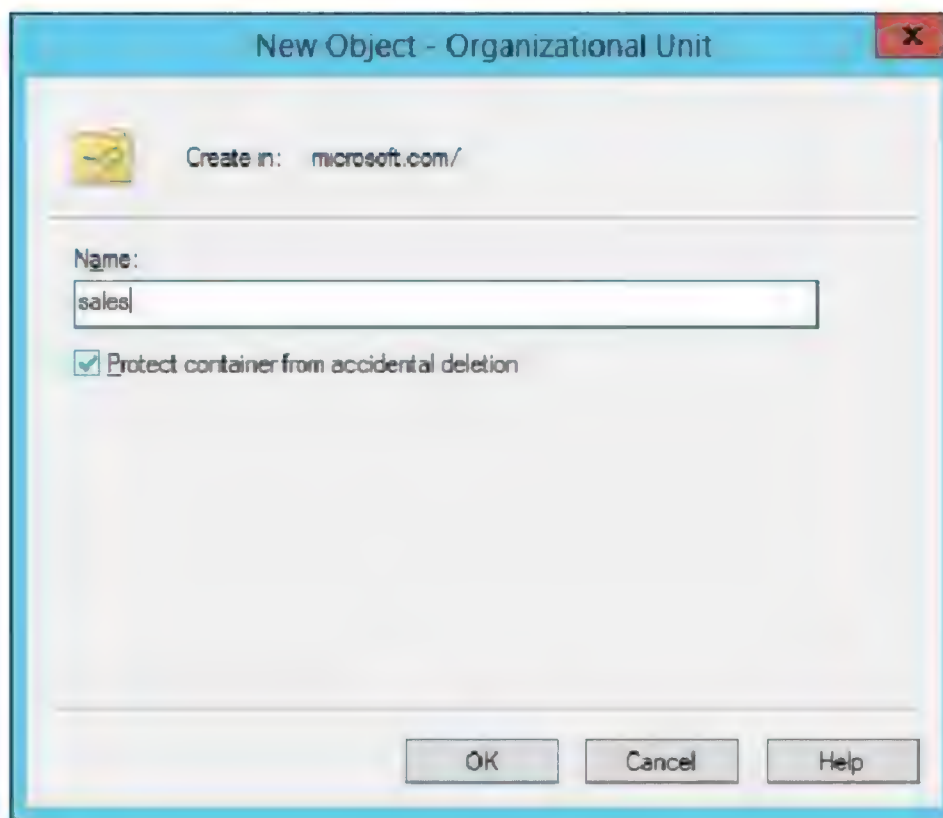 New Object - Organizational Unit
X
Create in: microsoft.com/
Name:
sales
Protect container from accidental deletion
OK Cancel Help